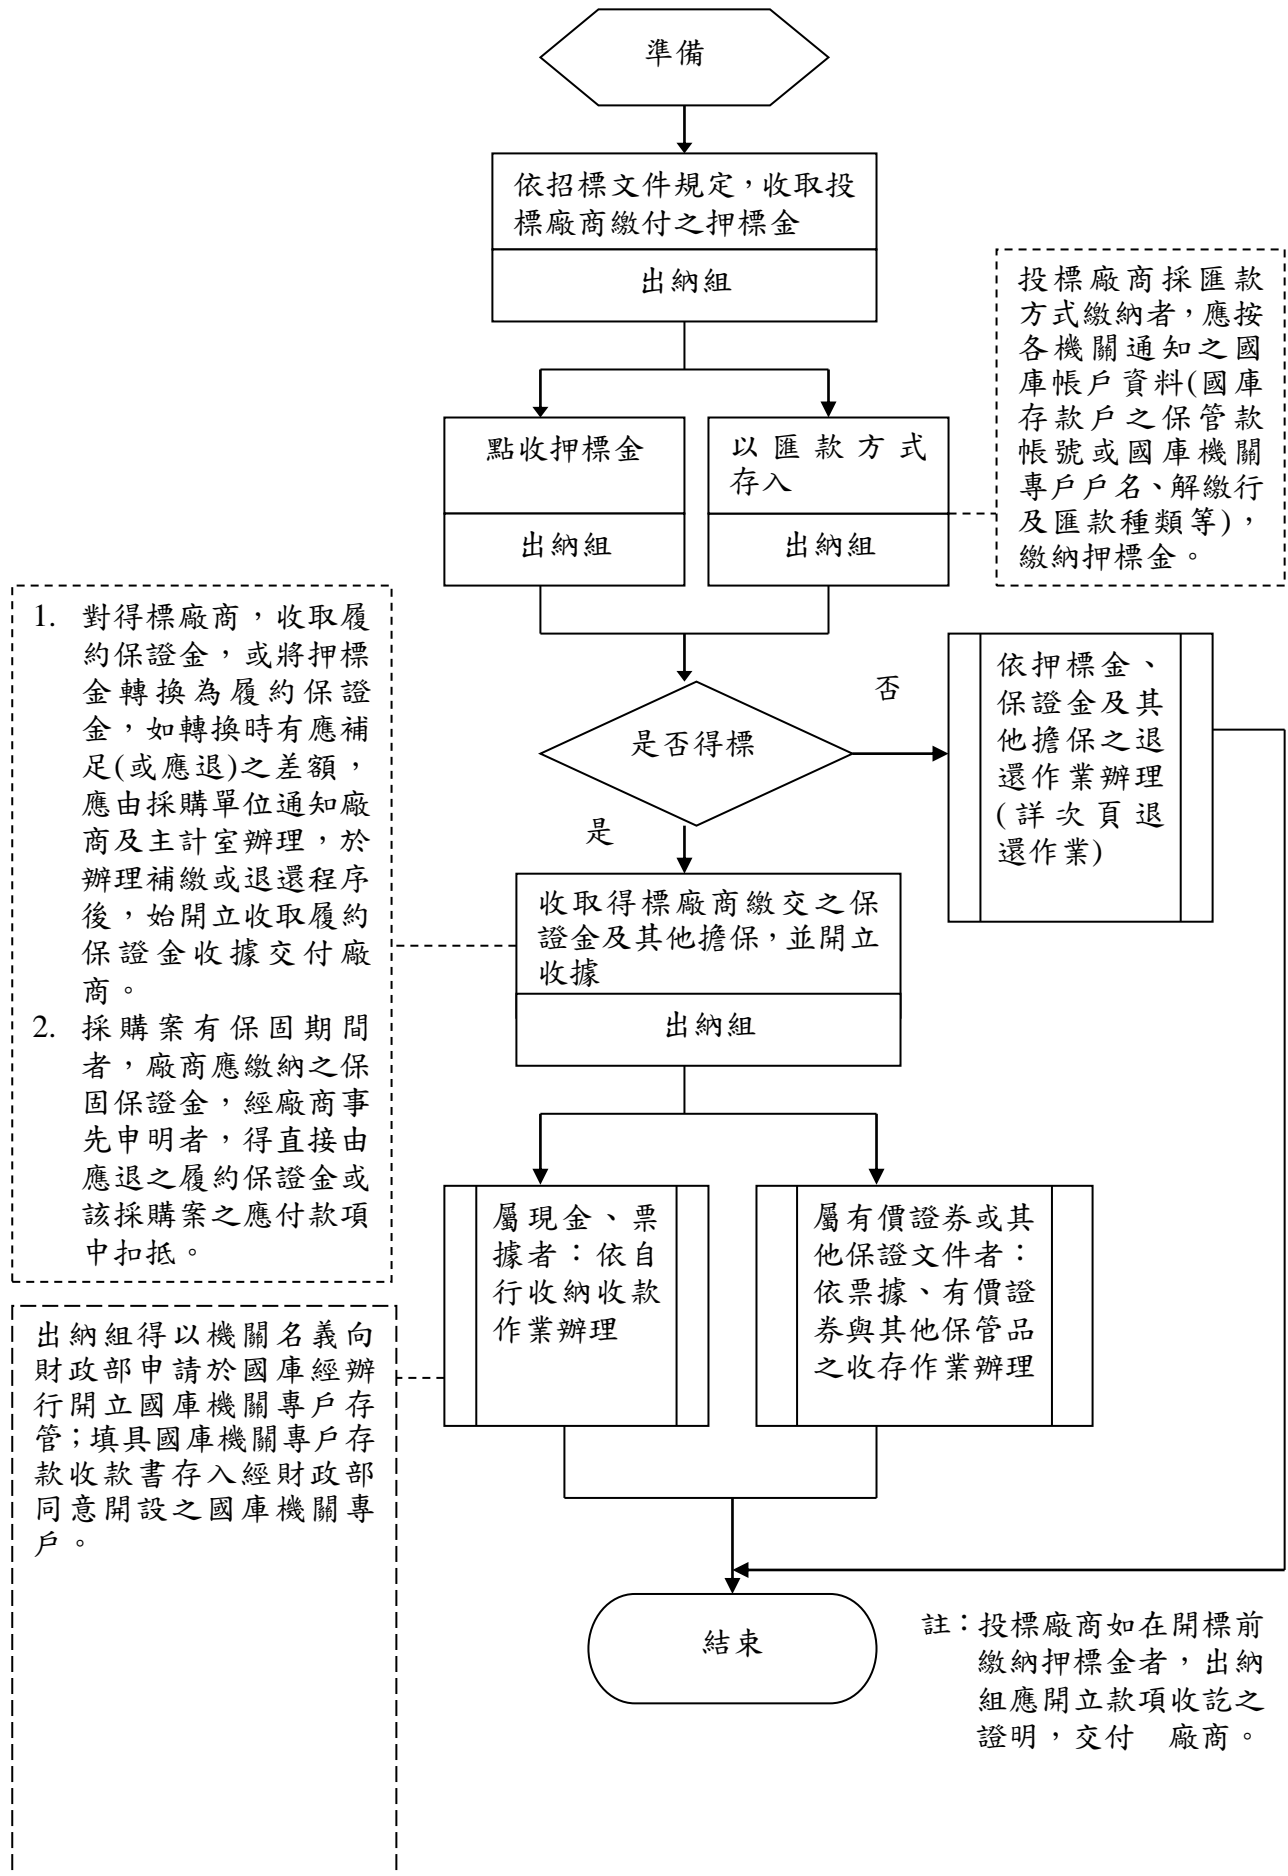 準備
依招標文件規定，收取投
標廠商繳付之押標金
出納組
投標廠商採匯款
方式繳納者，應按
各機關通知之國
庫帳戶資料(國庫
存款戶之保管款
帳號或國庫機關
專戶戶名、解繳行
及匯款種類等)，
繳納押標金。
點收押標金
出納組
以匯款方式
存入
出納組
1. 對得標廠商，收取履
約保證金，或將押標
金轉換為履約保證
金，如轉換時有應補
足(或應退)之差額，
應由採購單位通知廠
商及主計室辦理，於
辦理補繳或退還程序
後，始開立收取履約
保證金收據交付廠
商。
2. 採購案有保固期間
者，廠商應繳納之保
固保證金，經廠商事
先申明者，得直接由
應退之履約保證金或
該採購案之應付款項
中扣抵。
是否得標
否
是
依押標金、
保證金及其
他擔保之退
還作業辦理
(詳次頁退
還作業)
收取得標廠商繳交之保
證金及其他擔保，並開立
收據
出納組
屬現金、票
據者：依自
行收納收款
作業辦理
屬有價證券或其
他保證文件者：
依票據、有價證
券與其他保管品
之收存作業辦理
出納組得以機關名義向
財政部申請於國庫經辦
行開立國庫機關專戶存
管；填具國庫機關專戶存
款收款書存入經財政部
同意開設之國庫機關專
戶。
結束
註：投標廠商如在開標前
繳納押標金者，出納
組應開立款項收訖之
證明，交付　廠商。